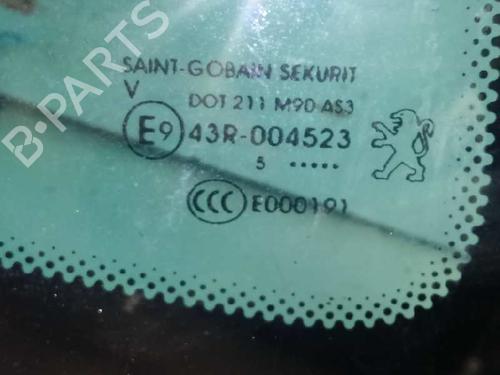 B-PARTS
SAINT-GOBAIN SEKURIT
V
DOT 211 M90 AS3
E9 43R-004523
5 .....
CCC E000191